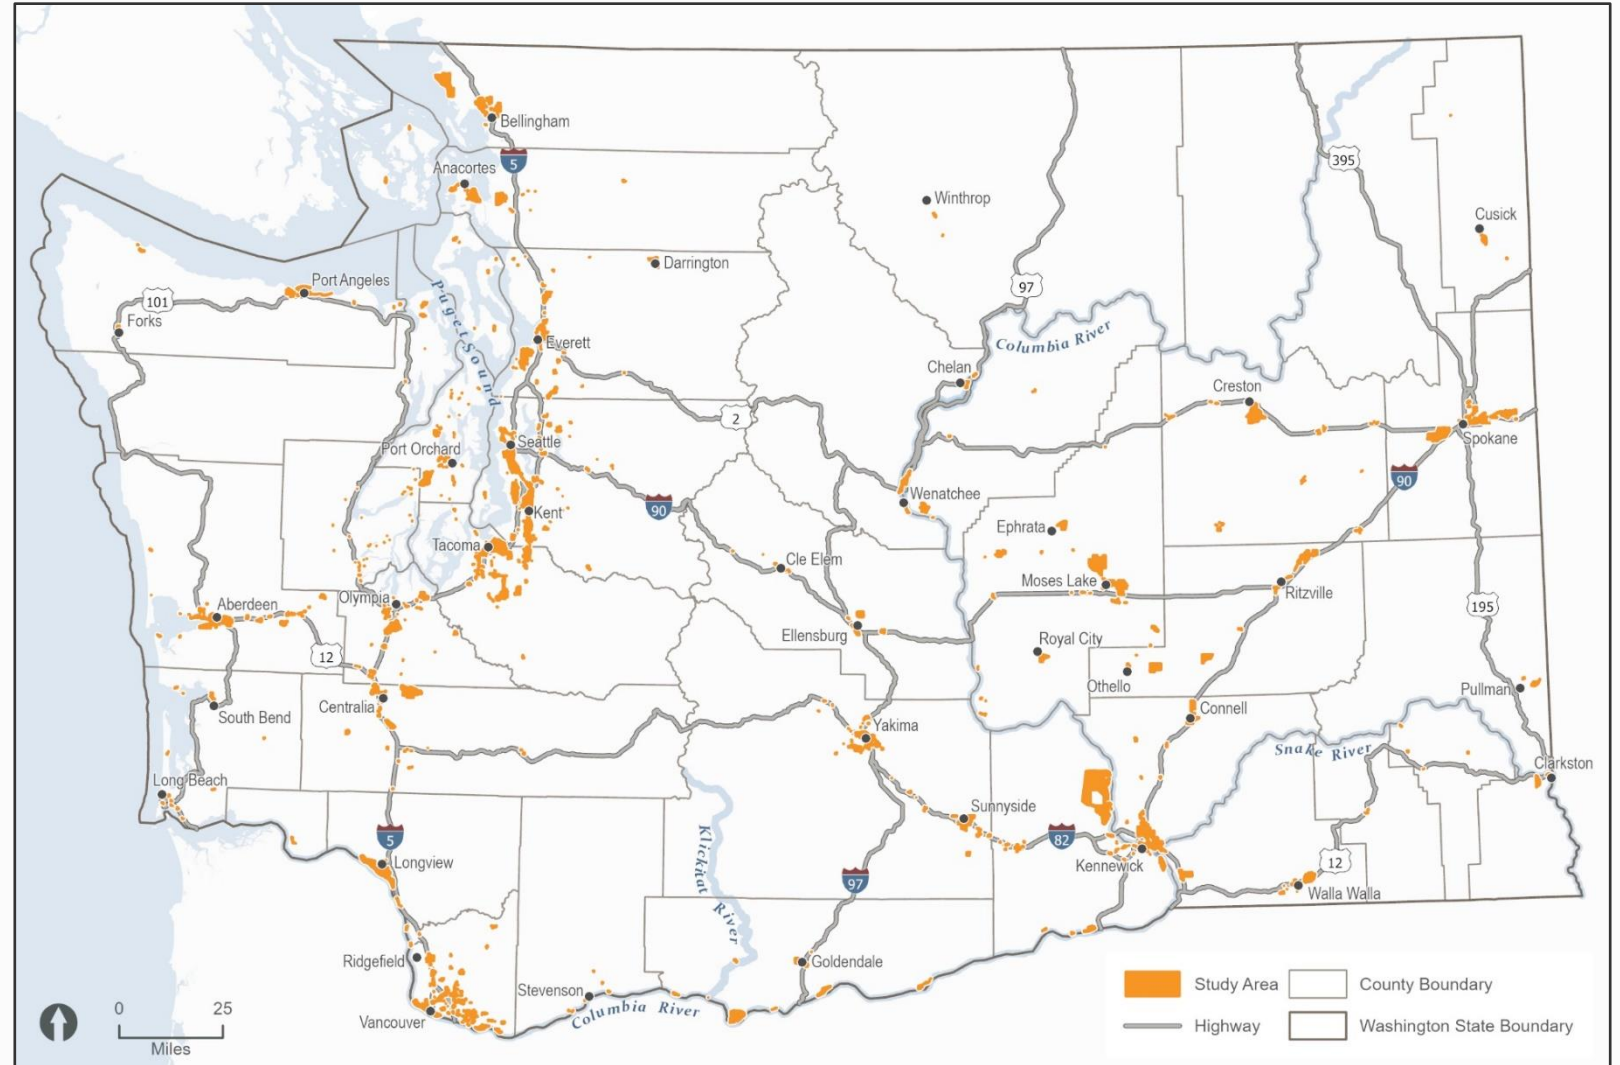 Bellingham
5
Anacortes
395
Winthrop
Cusick
Darrington
Port Angeles
97
101
Forks
Puget Sound
Columbia River
Everett
Chelan
Creston
2
Seattle
Spokane
Port Orchard
90
Wenatchee
90
Kent
Ephrata
Tacoma
Cle Elem
Moses Lake
Ritzville
Olympia
Aberdeen
195
Ellensburg
Royal City
12
Othello
Pullman
Centralia
South Bend
Connell
Yakima
Snake River
Clarkston
Long Beach
Sunnyside
Klickitat River
5
82
Longview
Kennewick
12
97
Walla Walla
Ridgefield
Goldendale
Stevenson
Columbia River
Vancouver
0 25
Miles
Study Area
County Boundary
Highway
Washington State Boundary